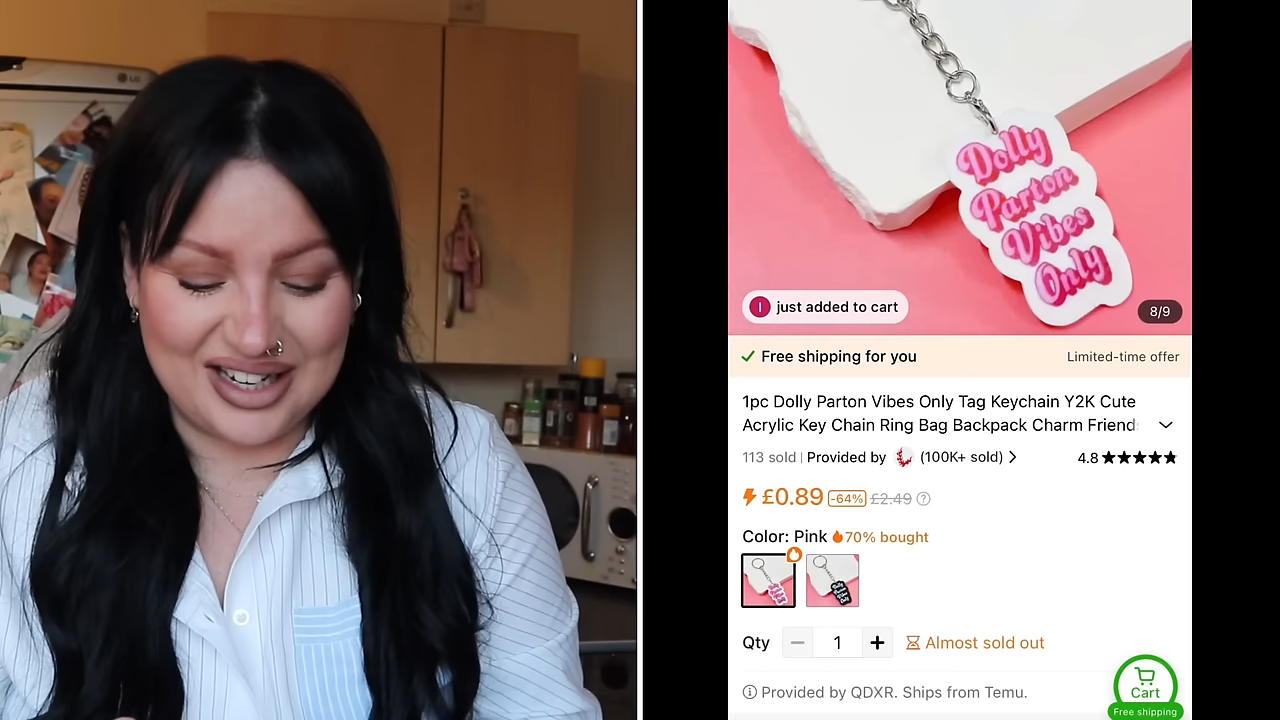 LG
Dolly
Parton
Vibes
Only
I just added to cart
8/9
Free shipping for you
Limited-time offer
1pc Dolly Parton Vibes Only Tag Keychain Y2K Cute
Acrylic Key Chain Ring Bag Backpack Charm Friend
113 sold | Provided by (100K+ sold)
4.8
£0.89 -64% £2.49
Color: Pink 70% bought
Qty 1 Almost sold out
Provided by QDXR. Ships from Temu.
Cart
Free shipping